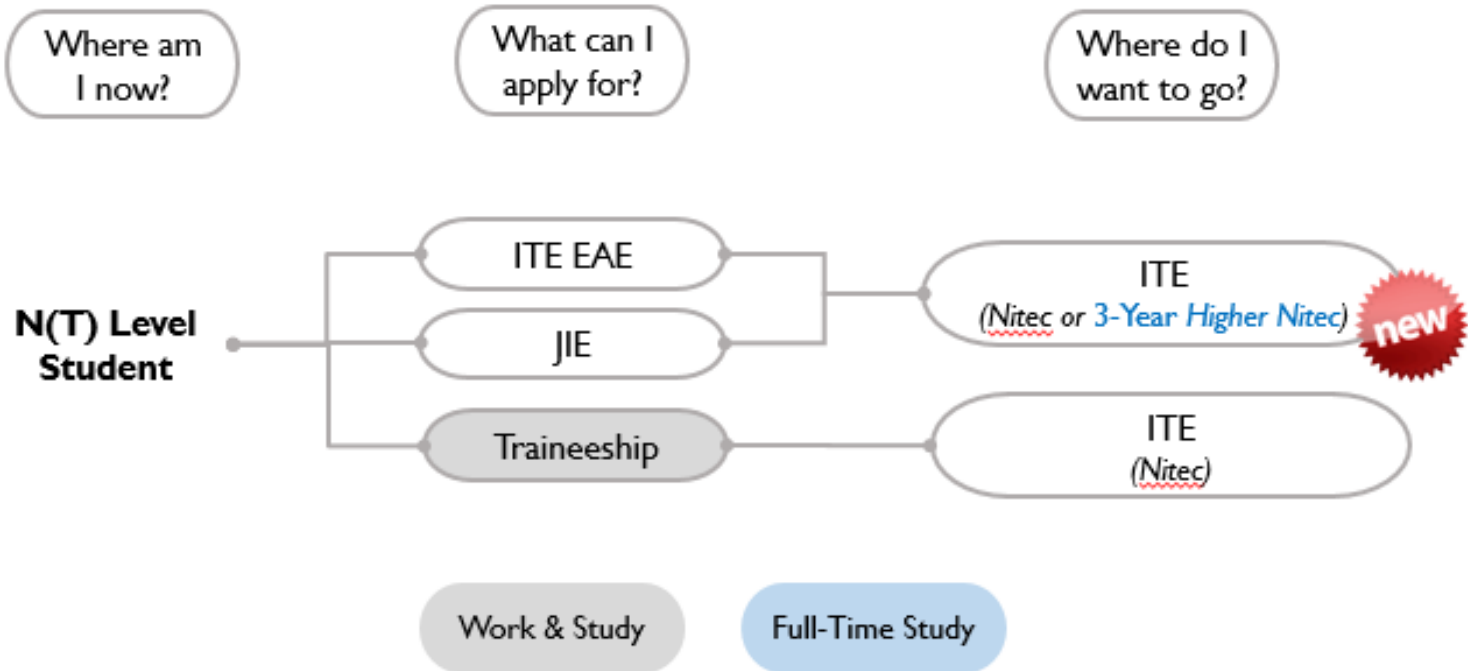 Where am
I now?
What can I
apply for?
Where do I
want to go?
N(T) Level
Student
ITE EAE
JIE
Traineeship
ITE
(Nitec or 3-Year Higher Nitec)
new
ITE
(Nitec)
Work & Study
Full-Time Study